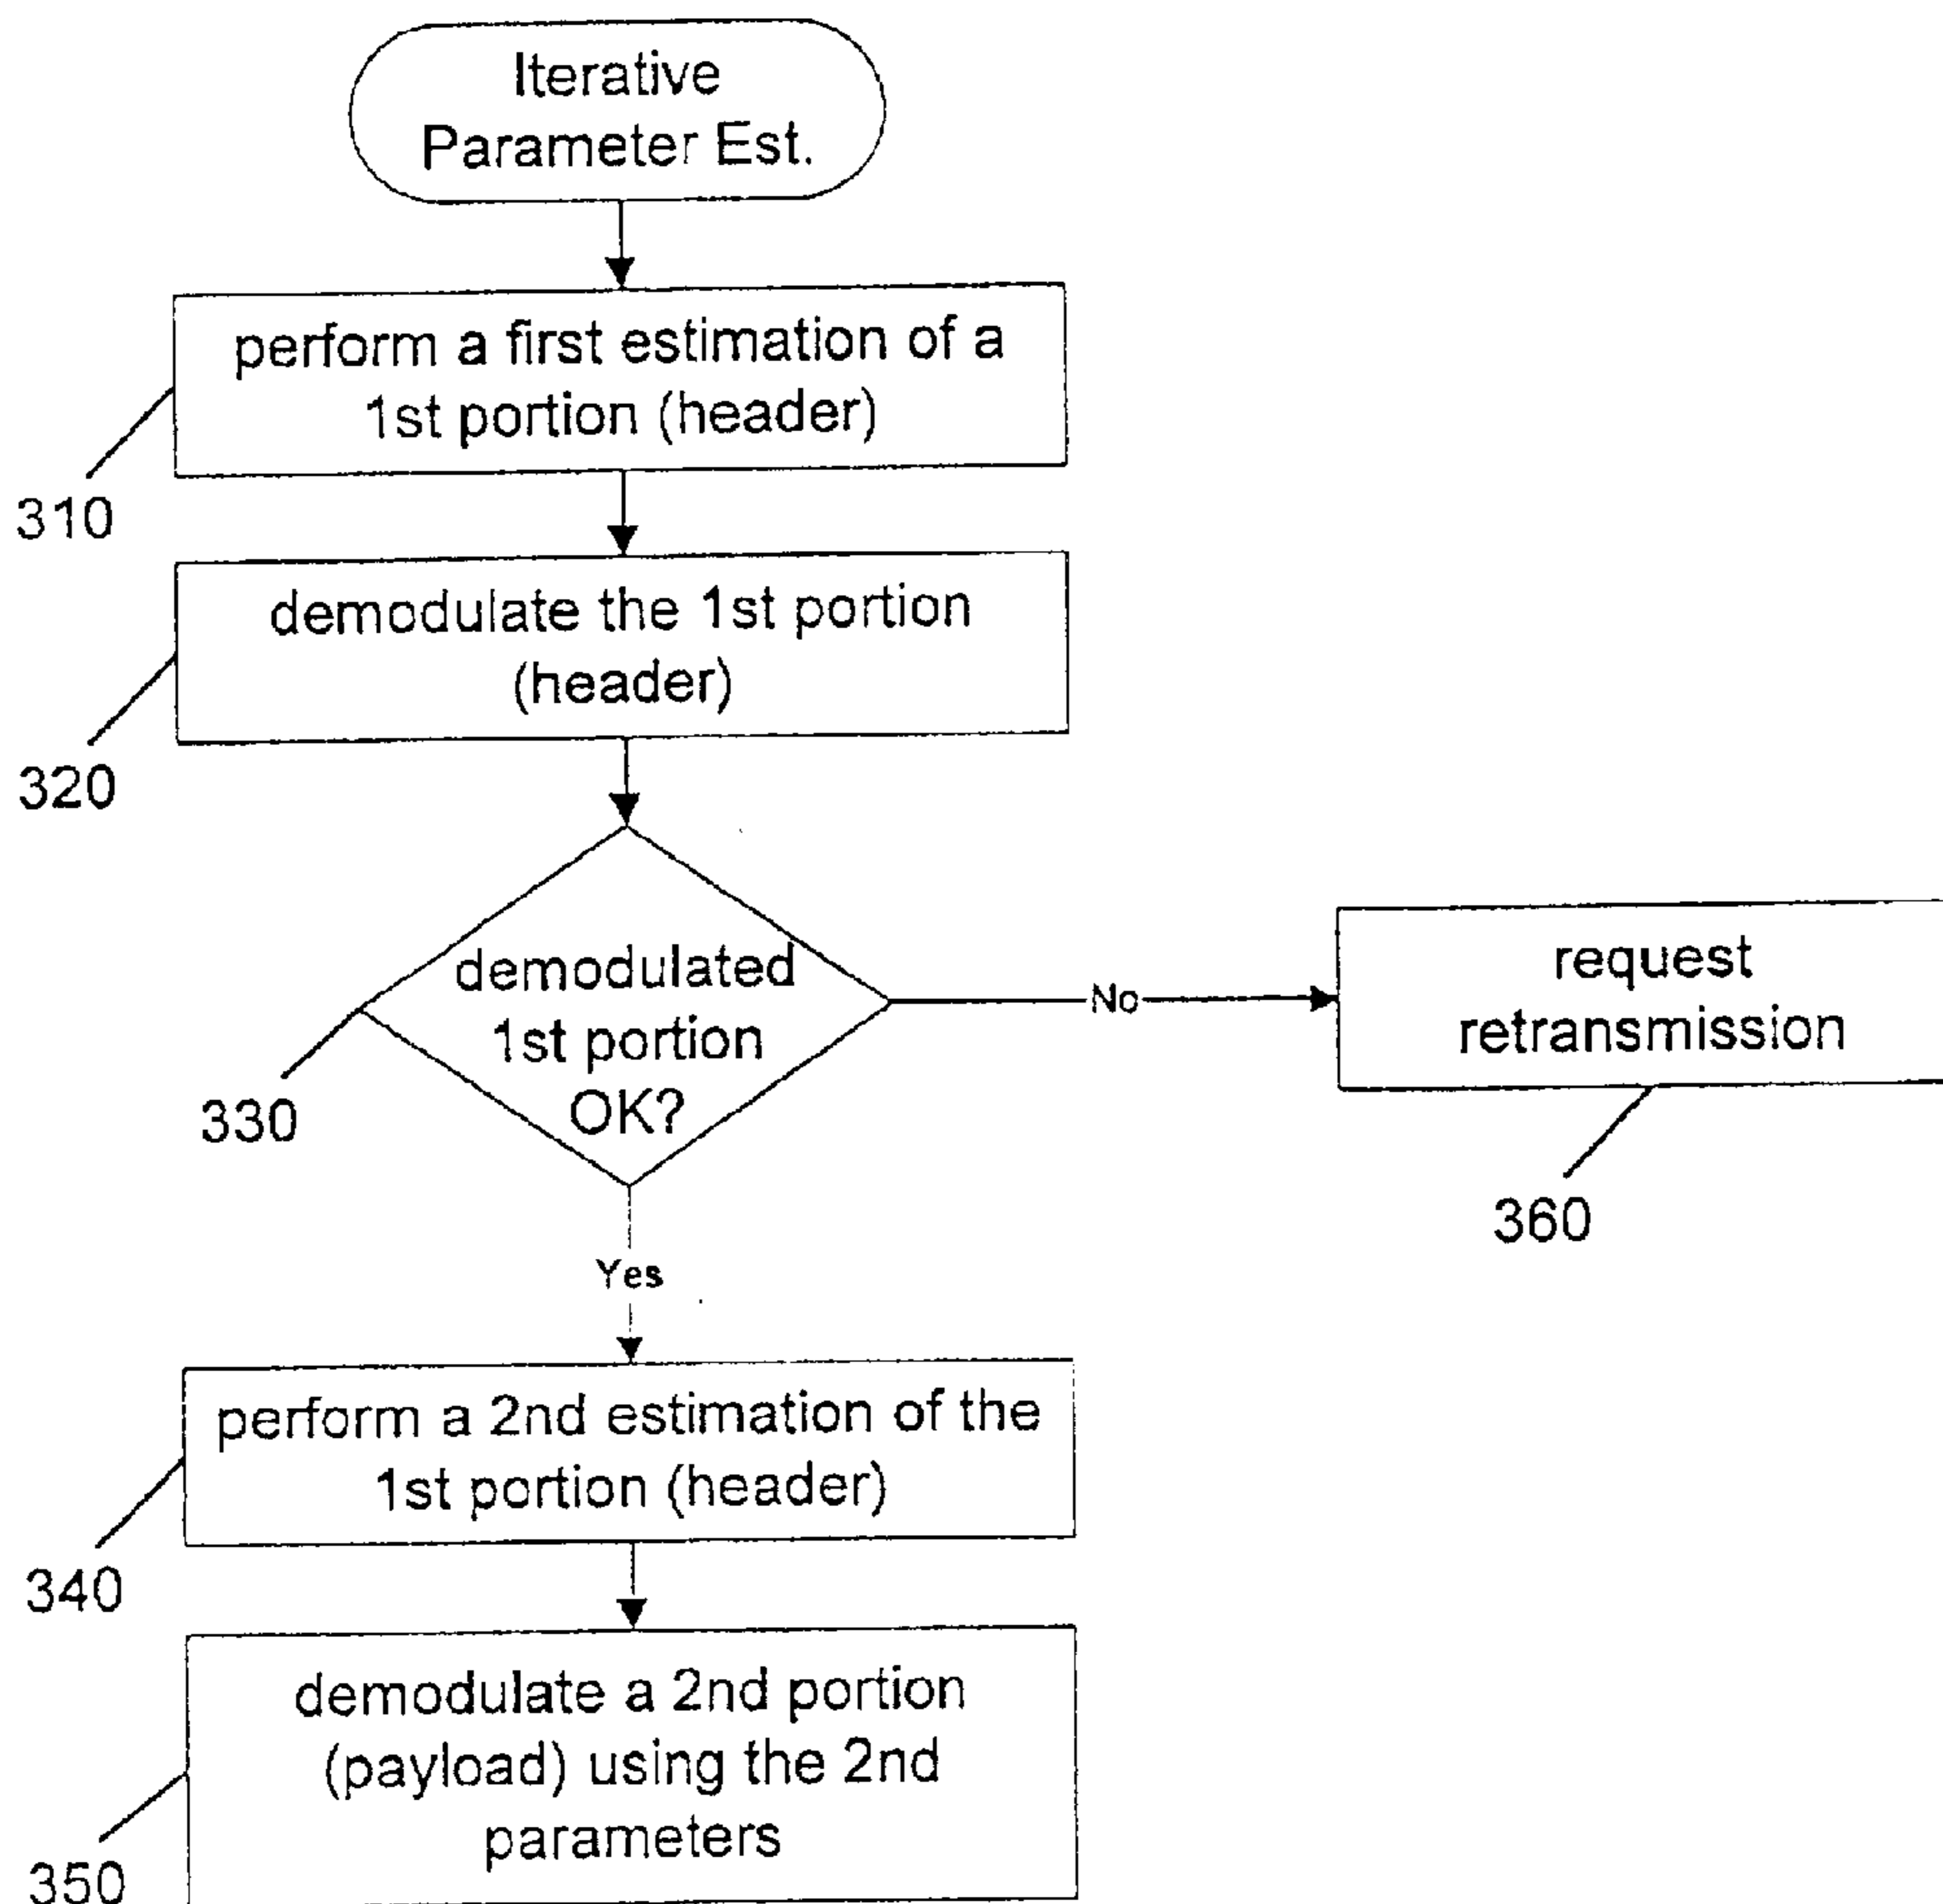 Iterative
Parameter Est.
perform a first estimation of a
1st portion (header)
310
demodulate the 1st portion
(header)
320
demodulated
1st portion
OK?
330
No
request
retransmission
360
Yes
perform a 2nd estimation of the
1st portion (header)
340
demodulate a 2nd portion
(payload) using the 2nd
parameters
350